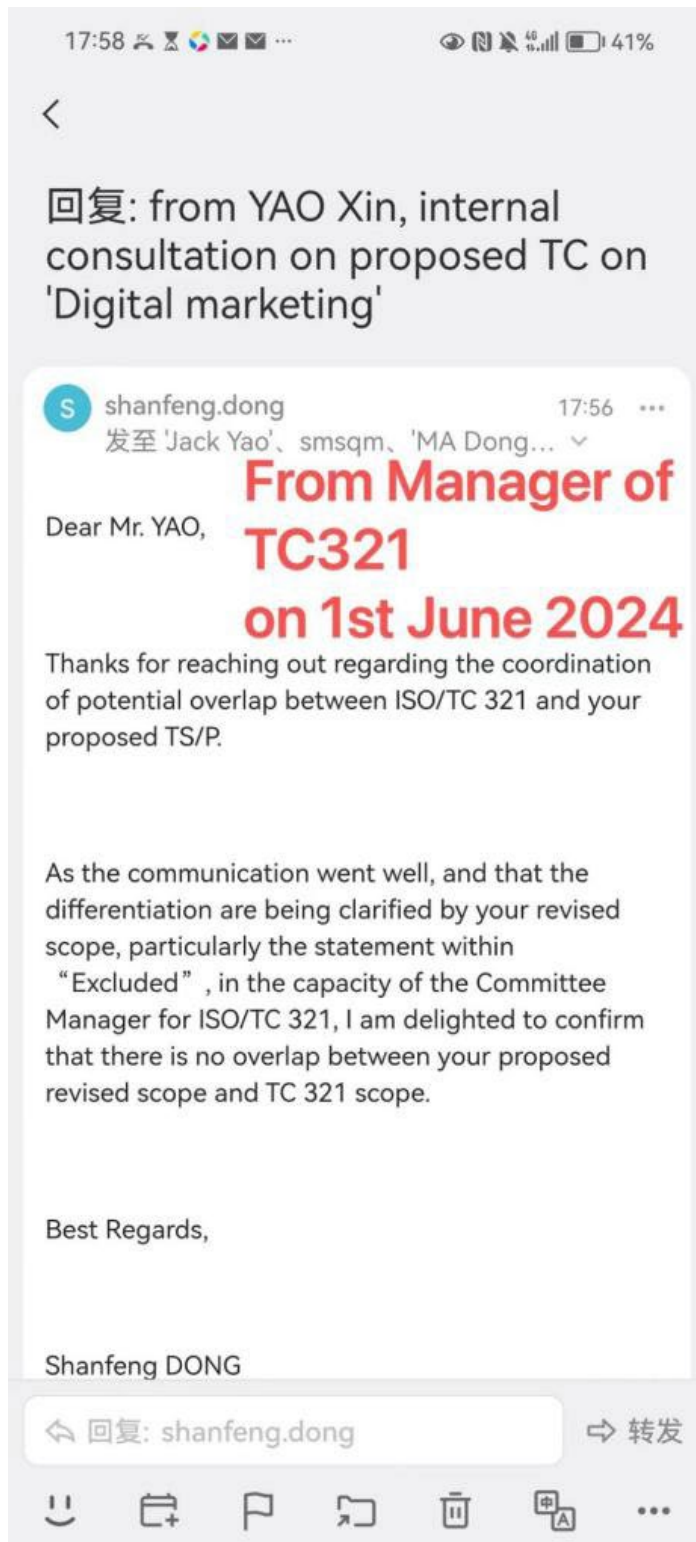 17:58 ... 41%
回复: from YAO Xin, internal
consultation on proposed TC on
'Digital marketing'
S shanfeng.dong 17:56 ...
发至 'Jack Yao'、smsqm、'MA Dong...
From Manager of
TC321
on 1st June 2024
Dear Mr. YAO,
Thanks for reaching out regarding the coordination
of potential overlap between ISO/TC 321 and your
proposed TS/P.
As the communication went well, and that the
differentiation are being clarified by your revised
scope, particularly the statement within
“Excluded”, in the capacity of the Committee
Manager for ISO/TC 321, I am delighted to confirm
that there is no overlap between your proposed
revised scope and TC 321 scope.
Best Regards,
Shanfeng DONG
回复: shanfeng.dong 转发